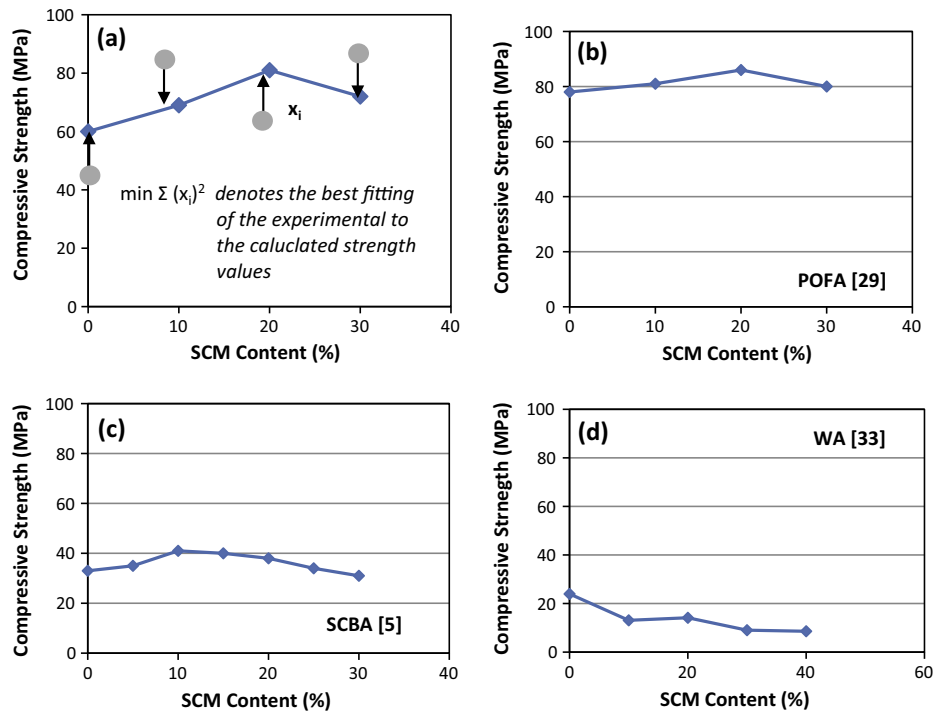 (a)
Compressive Strength (MPa)
100
80
60
40
20
0
x_i
min Σ (x_i)² denotes the best fitting
of the experimental to
the caluclated strength
values
0 10 20 30 40
SCM Content (%)
(b)
Compressive Strength (MPa)
100
80
60
40
20
0
POFA [29]
0 10 20 30 40
SCM Content (%)
(c)
Compressive Strength (MPa)
100
80
60
40
20
0
SCBA [5]
0 10 20 30 40
SCM Content (%)
(d)
Compressive Strnegth (MPa)
100
80
60
40
20
0
WA [33]
0 20 40 60
SCM Content (%)